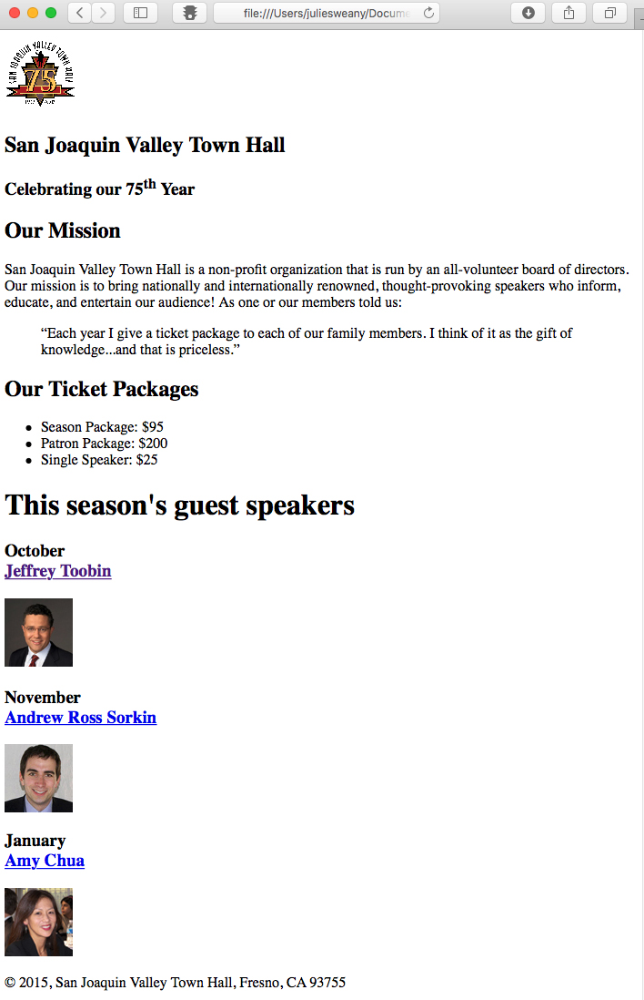 file:///Users/juliesweany/Docume
SAN JOAQUIN VALLEY TOWN HALL
75
San Joaquin Valley Town Hall
Celebrating our 75th Year
Our Mission
San Joaquin Valley Town Hall is a non-profit organization that is run by an all-volunteer board of directors.
Our mission is to bring nationally and internationally renowned, thought-provoking speakers who inform,
educate, and entertain our audience! As one or our members told us:
“Each year I give a ticket package to each of our family members. I think of it as the gift of
knowledge...and that is priceless.”
Our Ticket Packages
• Season Package: $95
• Patron Package: $200
• Single Speaker: $25
This season's guest speakers
October
Jeffrey Toobin
November
Andrew Ross Sorkin
January
Amy Chua
© 2015, San Joaquin Valley Town Hall, Fresno, CA 93755